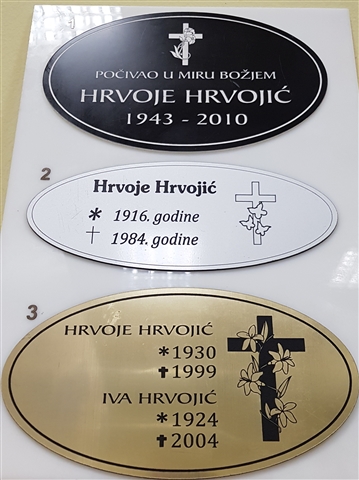 POČIVAO U MIRU BOŽJEM
HRVOJE HRVOJIĆ
1943 - 2010
2
Hrvoje Hrvojić
* 1916. godine
† 1984. godine
3
HRVOJE HRVOJIĆ
*1930
✝1999
IVA HRVOJIĆ
*1924
✝2004